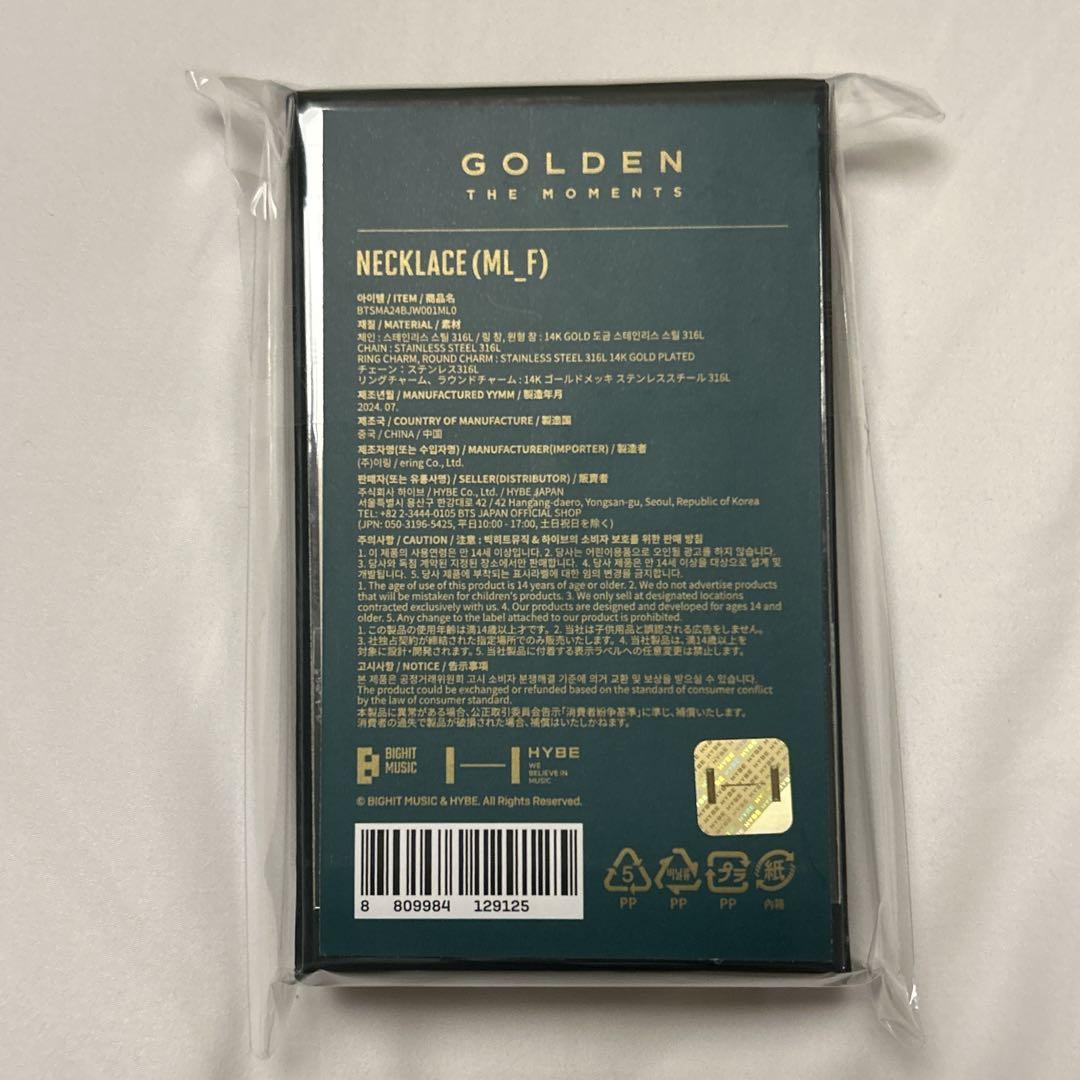 GOLDEN
THE MOMENTS
NECKLACE (ML_F)
아이템 / ITEM / 商品名
BTSMA24BJW001ML0
재질 / MATERIAL / 素材
체인 : 스테인리스 스틸 316L / 링 참, 원형 참 : 14K GOLD 도금 스테인리스 스틸 316L
CHAIN : STAINLESS STEEL 316L
RING CHARM, ROUND CHARM : STAINLESS STEEL 316L 14K GOLD PLATED
チェーン：ステンレス316L
リングチャーム、ラウンドチャーム : 14K ゴールドメッキ ステンレススチール 316L
제조년월 / MANUFACTURED YYMM / 製造年月
2024. 07.
제조국 / COUNTRY OF MANUFACTURE / 製造国
중국 / CHINA / 中国
제조자명(또는 수입자명) / MANUFACTURER(IMPORTER) / 製造者
(주)이링 / ering Co., Ltd.
판매자(또는 유통사명) / SELLER(DISTRIBUTOR) / 販賣者
주식회사 하이브 / HYBE Co., Ltd. / HYBE JAPAN
서울특별시 용산구 한강대로 42 / 42 Hangang-daero, Yongsan-gu, Seoul, Republic of Korea
TEL: +82 2-3444-0105 BTS JAPAN OFFICIAL SHOP
(JPN: 050-3196-5425, 平日10:00 - 17:00, 土日祝日を除く)
주의사항 / CAUTION / 注意 : 빅히트뮤직 & 하이브의 소비자 보호를 위한 판매 방침
1. 이 제품의 사용연령은 만 14세 이상입니다. 2. 당사는 어린이용품으로 오인될 광고를 하지 않습니다.
3. 당사와 독점 계약된 지정된 장소에서만 판매합니다. 4. 당사 제품은 만 14세 이상을 대상으로 설계 및
개발됩니다. 5. 당사 제품에 부착되는 표시라벨에 대한 임의 변경을 금지합니다.
1. The age of use of this product is 14 years of age or older. 2. We do not advertise products
that will be mistaken for children's products. 3. We only sell at designated locations
contracted exclusively with us. 4. Our products are designed and developed for ages 14 and
older. 5. Any change to the label attached to our product is prohibited.
1. この製品の使用年齢は満14歳以上才です。2. 当社は子供用品と誤認される広告をしません。
3. 社独占契約が締結された指定場所でのみ販売いたします。4. 当社製品は、満14歳以上を
対象に設計・開発されます。5. 当社製品に付着する表示ラベルへの任意変更は禁止します。
고시사항 / NOTICE / 告示事項
본 제품은 공정거래위원회 고시 소비자 분쟁해결 기준에 의거 교환 및 보상을 받으실 수 있습니다.
The product could be exchanged or refunded based on the standard of consumer conflict
by the law of consumer standard.
本製品に異常がある場合、公正取引委員会告示「消費者紛争基準」に準じ、補償いたします。
消費者の過失で製品が破損された場合、補償はいたしかねます。
BIGHIT
MUSIC
HYBE
WE
BELIEVE IN
MUSIC
© BIGHIT MUSIC & HYBE. All Rights Reserved.
8 809984 129125
5
PP
비닐류
PP
プラ
PP
紙
内箱